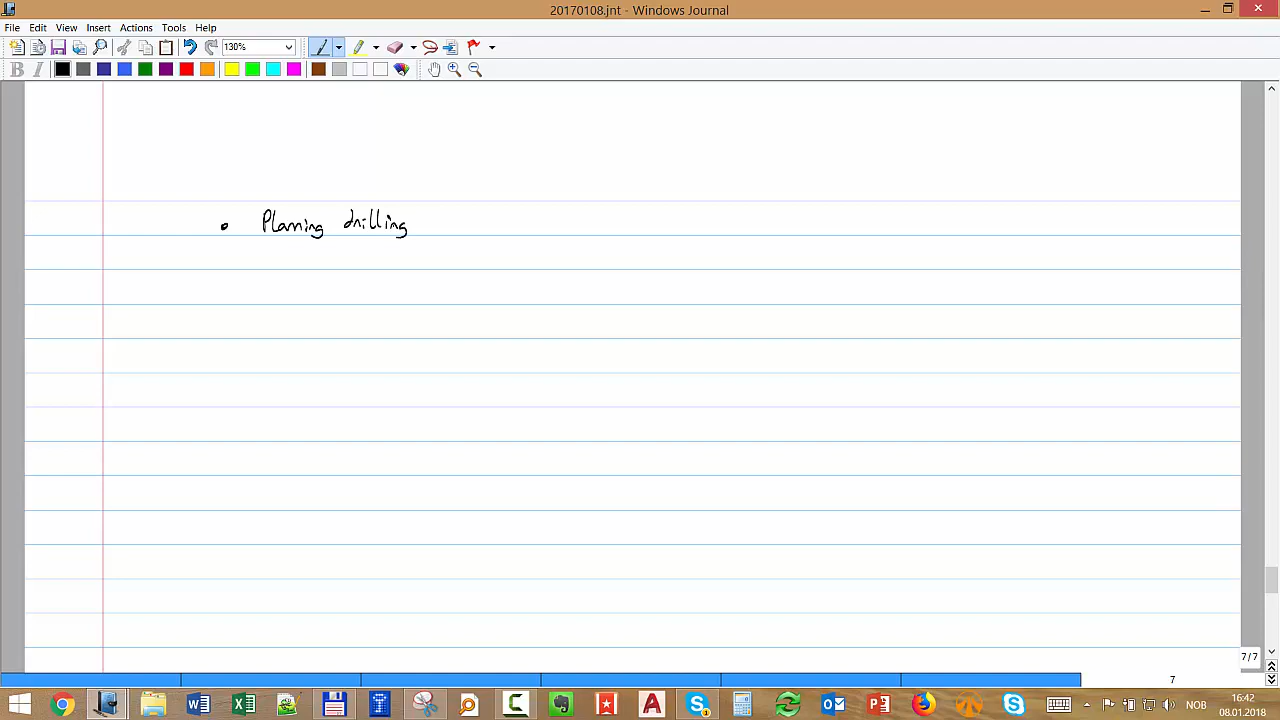 20170108.jnt - Windows Journal
File Edit View Insert Actions Tools Help
130%
B I
• Planning drilling
7/7
7
16:42
NOB
08.01.2018